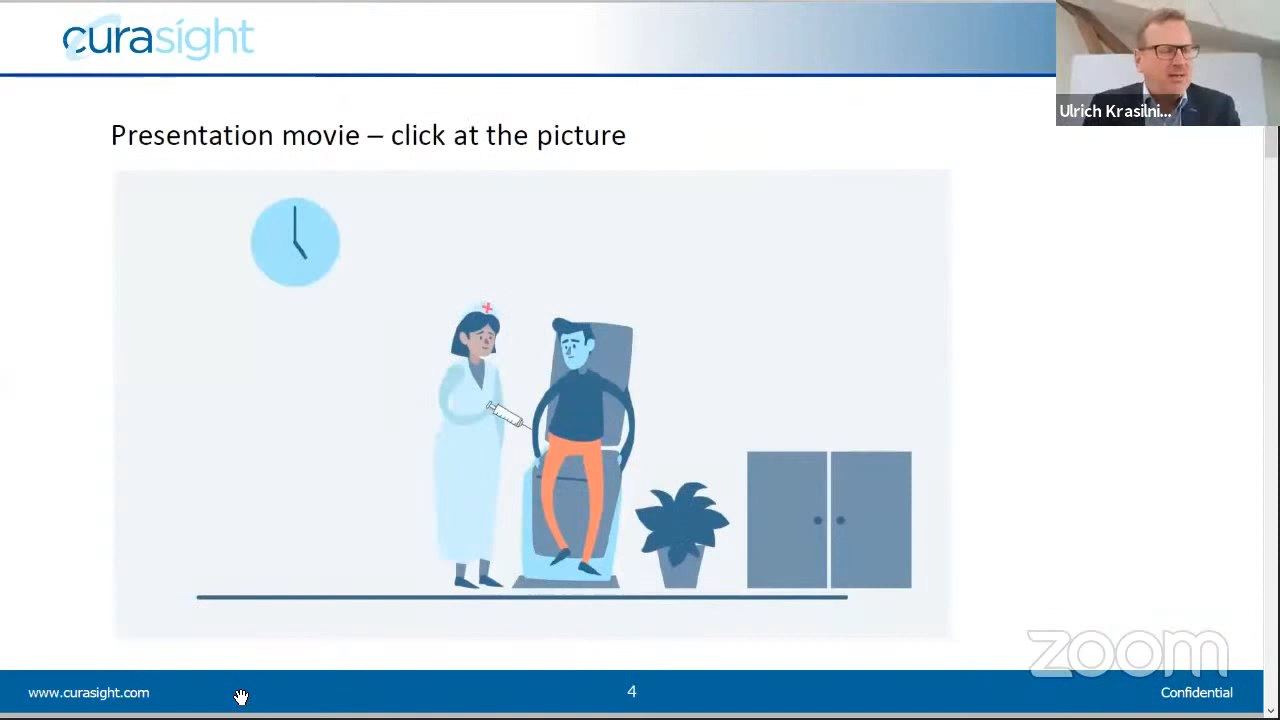 curasight
Ulrich Krasilni...
Presentation movie – click at the picture
zoom
www.curasight.com
4
Confidential